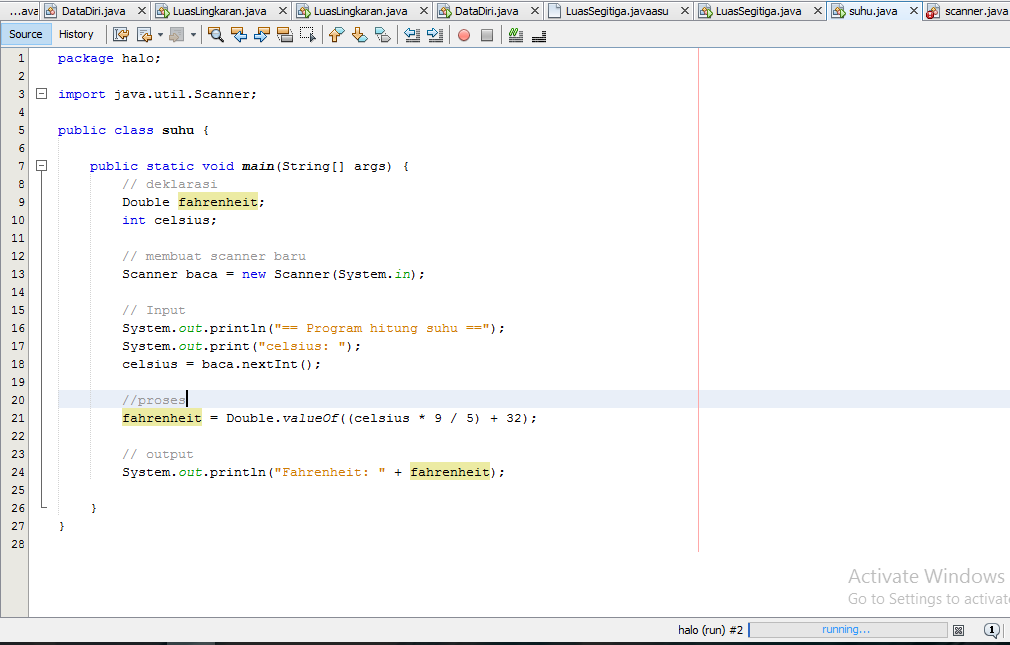 ...ava DataDiri.java LuasLingkaran.java LuasLingkaran.java DataDiri.java LuasSegitiga.javaasu LuasSegitiga.java suhu.java scanner.java
Source History
1 package halo;
2
3 import java.util.Scanner;
4
5 public class suhu {
6
7 public static void main(String[] args) {
8 // deklarasi
9 Double fahrenheit;
10 int celsius;
11
12 // membuat scanner baru
13 Scanner baca = new Scanner(System.in);
14
15 // Input
16 System.out.println("== Program hitung suhu ==");
17 System.out.print("celsius: ");
18 celsius = baca.nextInt();
19
20 //proses
21 fahrenheit = Double.valueOf((celsius * 9 / 5) + 32);
22
23 // output
24 System.out.println("Fahrenheit: " + fahrenheit);
25
26 }
27 }
28
Activate Windows
Go to Settings to activat
halo (run) #2 running... 1